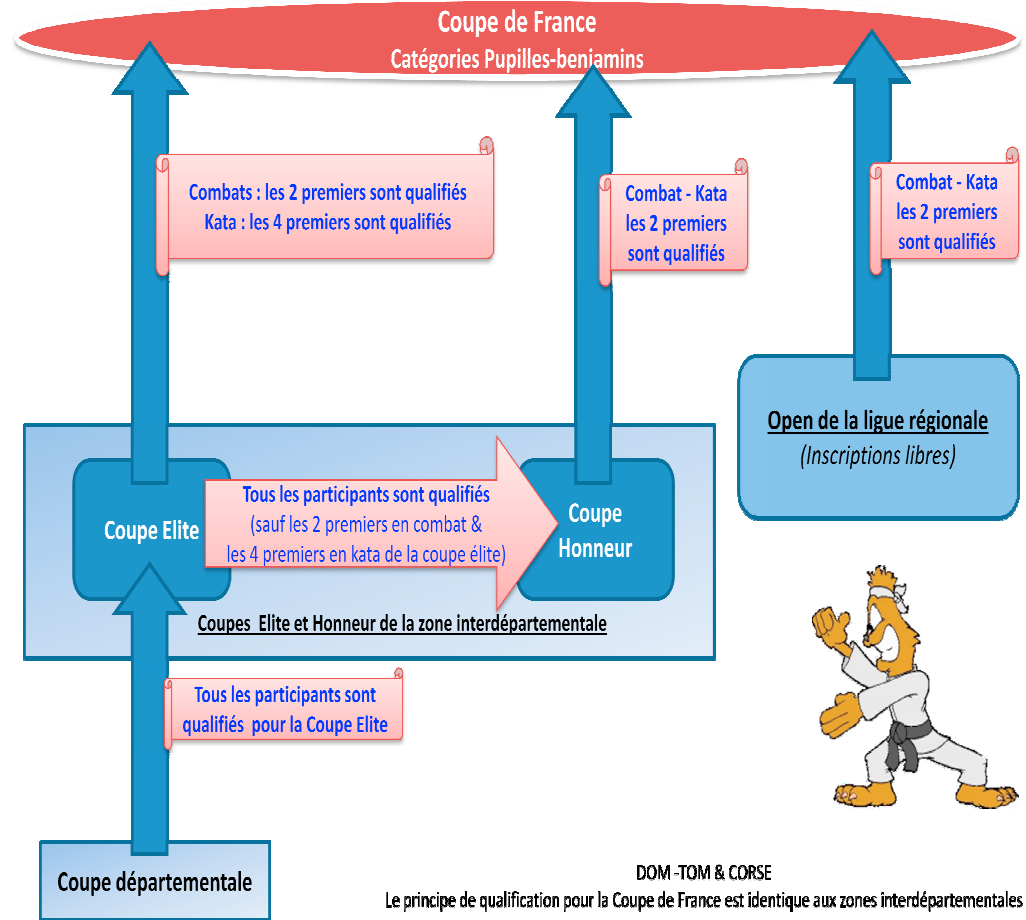 Coupe de France
Catégories Pupilles-benjamins
Combats : les 2 premiers sont qualifiés
Kata : les 4 premiers sont qualifiés
Combat - Kata
les 2 premiers
sont qualifiés
Combat - Kata
les 2 premiers
sont qualifiés
Open de la ligue régionale
(Inscriptions libres)
Coupe Elite
Tous les participants sont qualifiés
(sauf les 2 premiers en combat &
les 4 premiers en kata de la coupe élite)
Coupe
Honneur
Coupes Elite et Honneur de la zone interdépartementale
Tous les participants sont
qualifiés pour la Coupe Elite
Coupe départementale
DOM -TOM & CORSE
Le principe de qualification pour la Coupe de France est identique aux zones interdépartementales